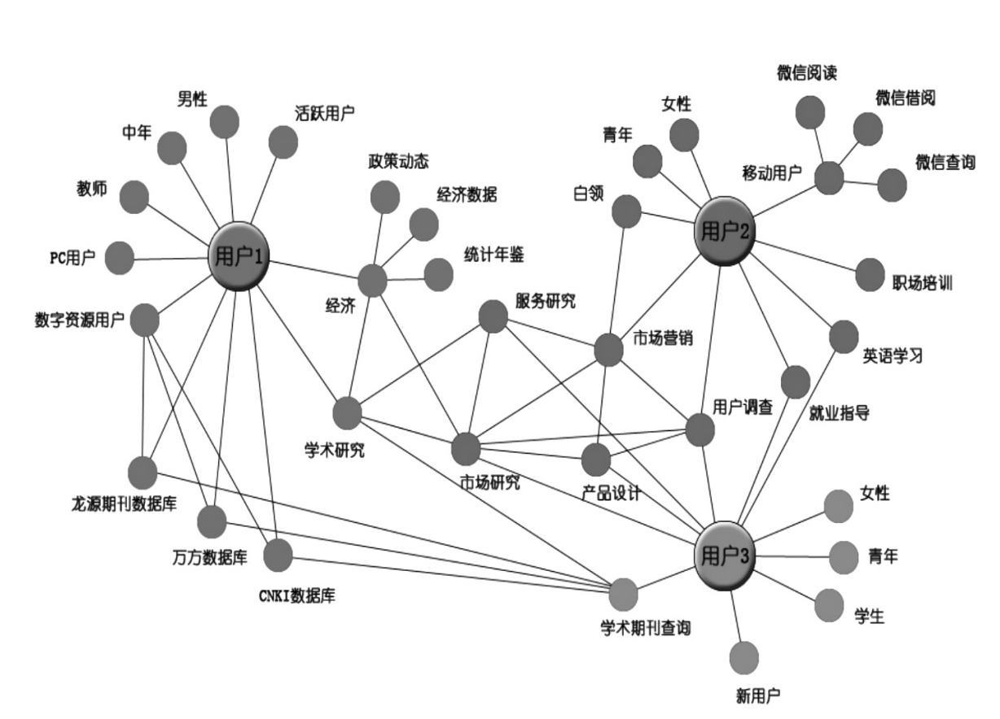 微信阅读
男性
女性
微信借阅
活跃用户
中年
青年
政策动态
微信查询
移动用户
教师
经济数据
白领
用户2
用户1
PC用户
统计年鉴
职场培训
服务研究
经济
数字资源用户
市场营销
英语学习
用户调查
就业指导
学术研究
市场研究
产品设计
女性
龙源期刊数据库
万方数据库
用户3
青年
CNKI数据库
学生
学术期刊查询
新用户